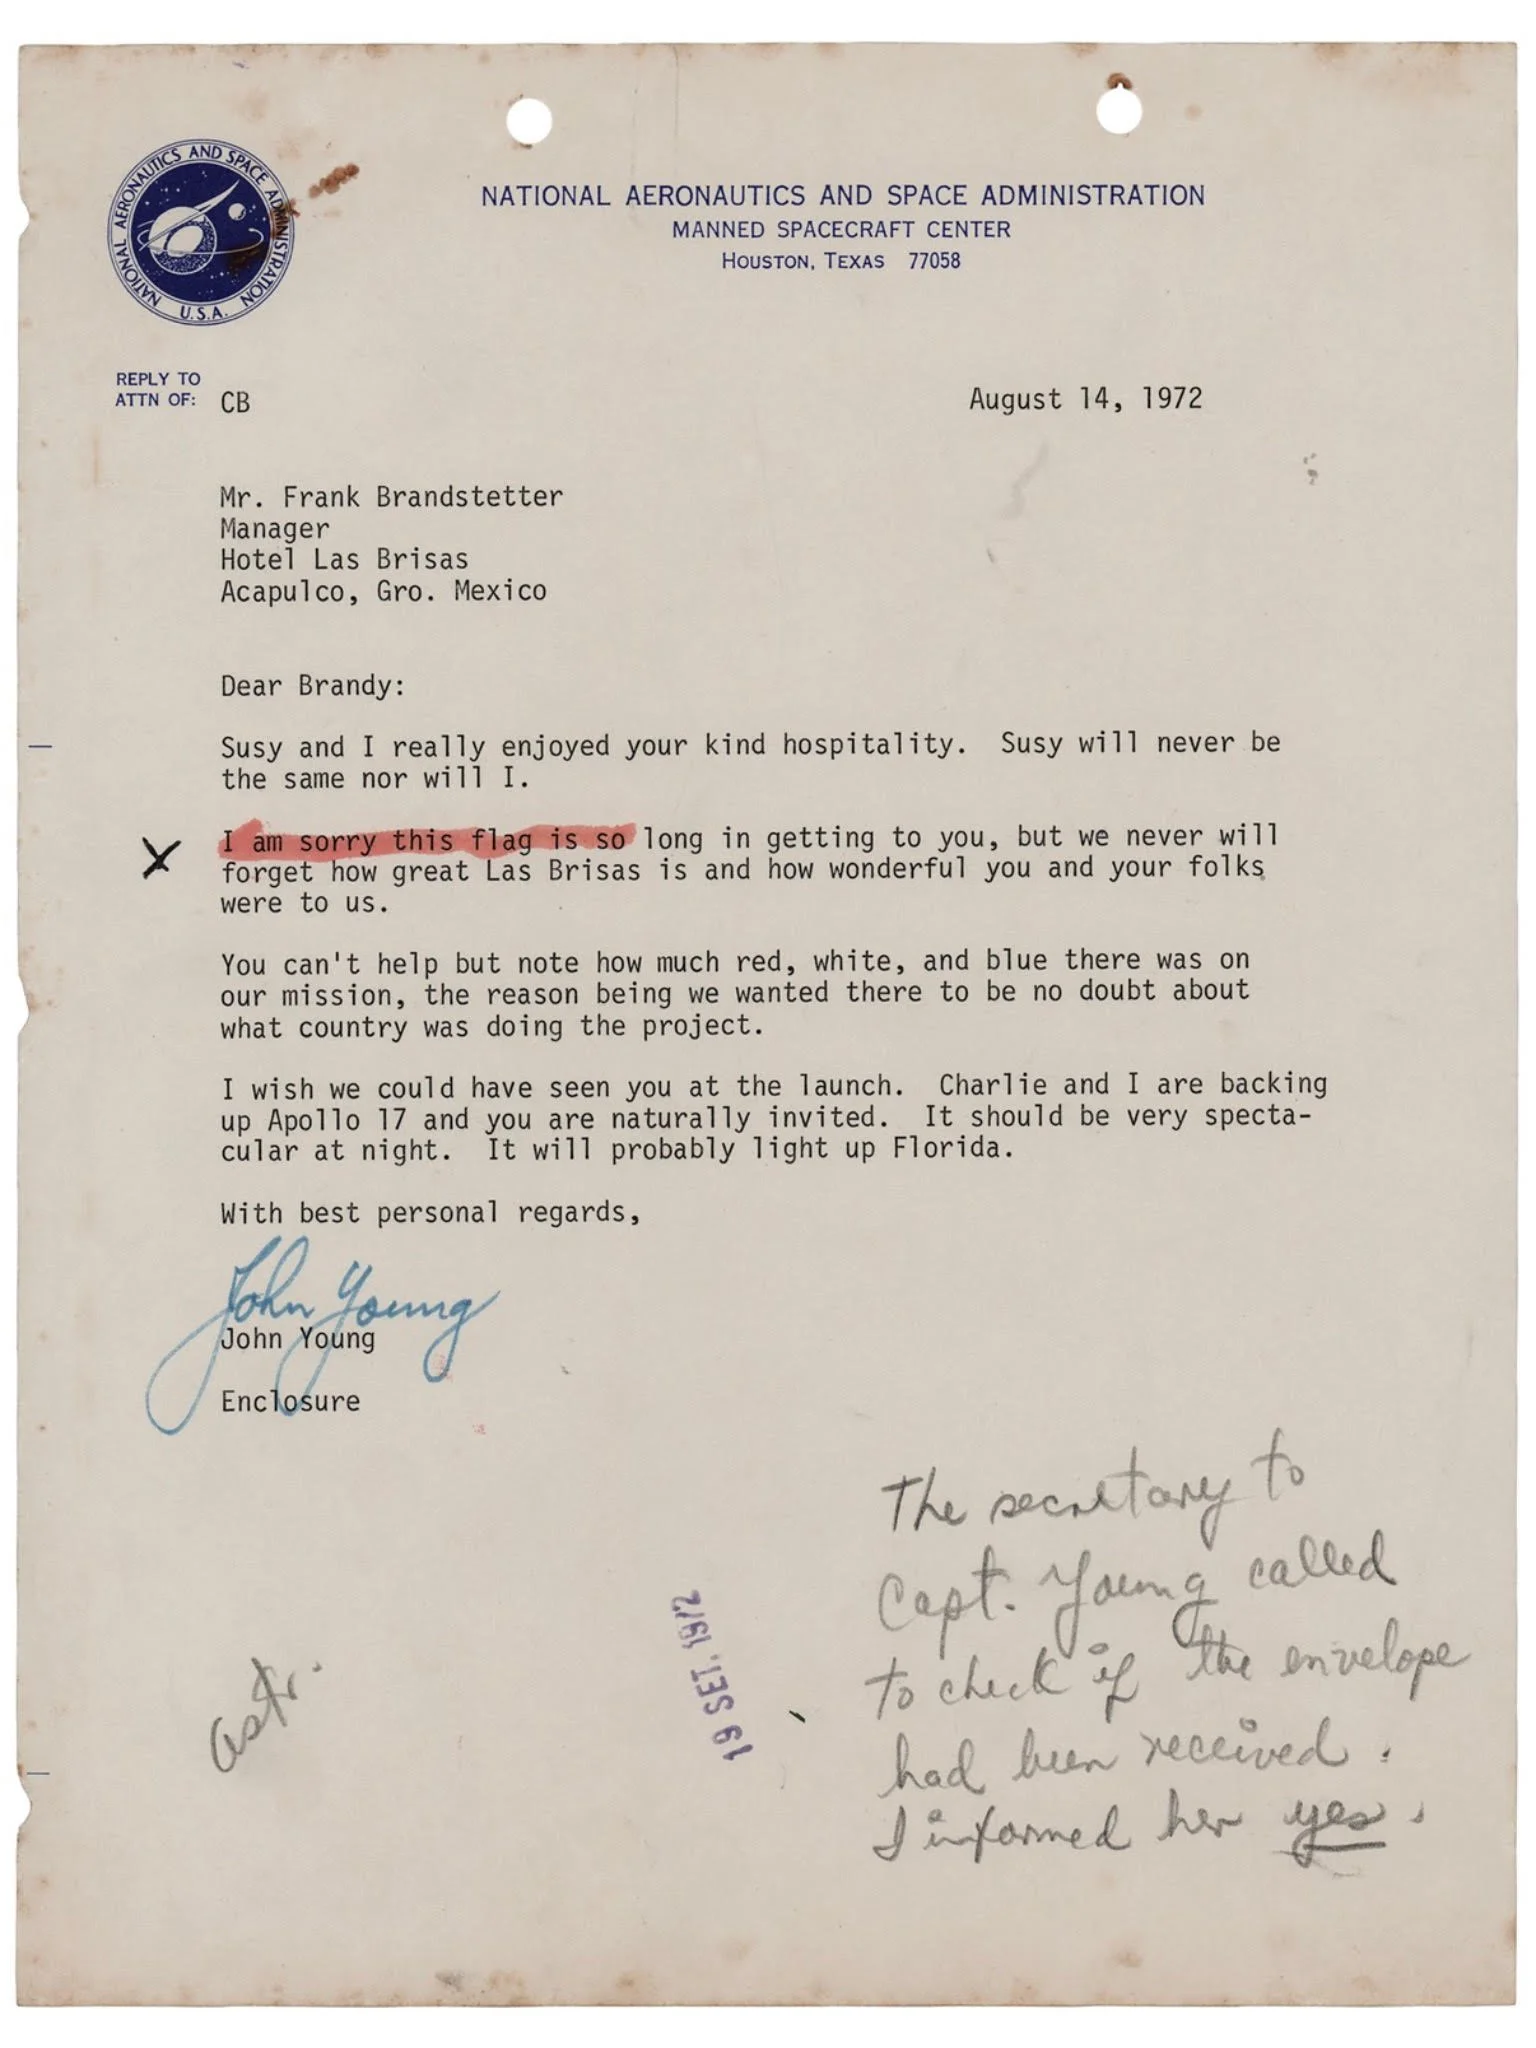 NATIONAL AERONAUTICS AND SPACE ADMINISTRATION
U.S.A.
NATIONAL AERONAUTICS AND SPACE ADMINISTRATION
MANNED SPACECRAFT CENTER
HOUSTON, TEXAS 77058
REPLY TO
ATTN OF: CB
August 14, 1972
Mr. Frank Brandstetter
Manager
Hotel Las Brisas
Acapulco, Gro. Mexico
Dear Brandy:
Susy and I really enjoyed your kind hospitality. Susy will never be
the same nor will I.
X
I am sorry this flag is so long in getting to you, but we never will
forget how great Las Brisas is and how wonderful you and your folks
were to us.
You can't help but note how much red, white, and blue there was on
our mission, the reason being we wanted there to be no doubt about
what country was doing the project.
I wish we could have seen you at the launch. Charlie and I are backing
up Apollo 17 and you are naturally invited. It should be very specta-
cular at night. It will probably light up Florida.
With best personal regards,
John Young
John Young
Enclosure
The secretary to
Capt. Young called
to check if the envelope
had been received.
I informed her yes.
astr.
19 SET. 1972